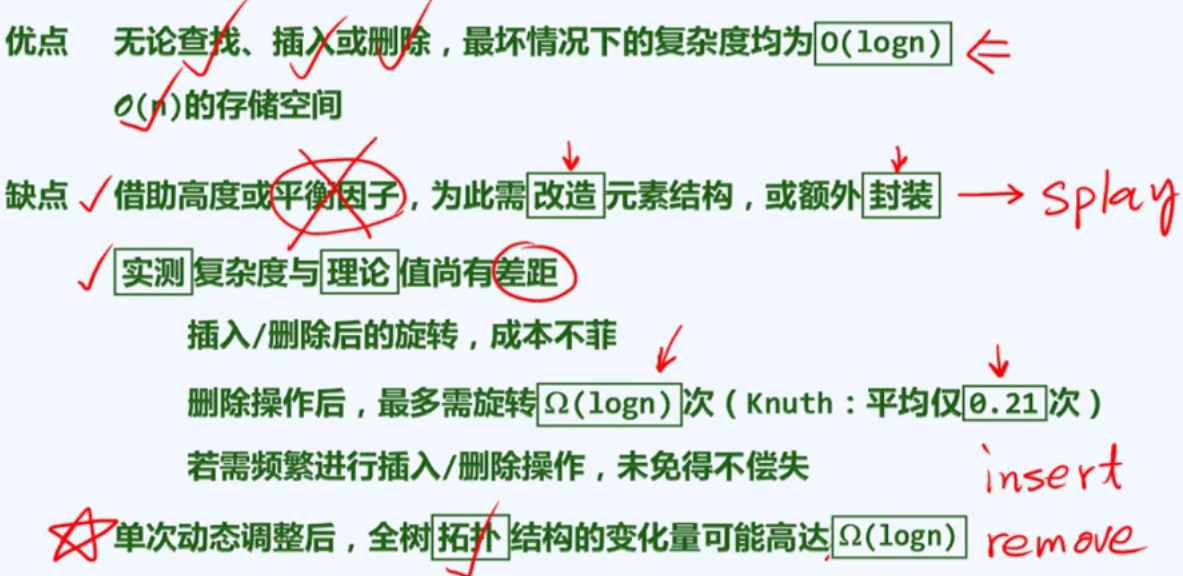 优点 无论查找、插入或删除，最坏情况下的复杂度均为O(logn)
O(n)的存储空间
缺点 借助高度或平衡因子，为此需改造元素结构，或额外封装 → splay
实测复杂度与理论值尚有差距
插入/删除后的旋转，成本不菲
删除操作后，最多需旋转Ω(logn)次（Knuth：平均仅0.21次）
若需频繁进行插入/删除操作，未免得不偿失 insert
单次动态调整后，全树拓扑结构的变化量可能高达Ω(logn) remove